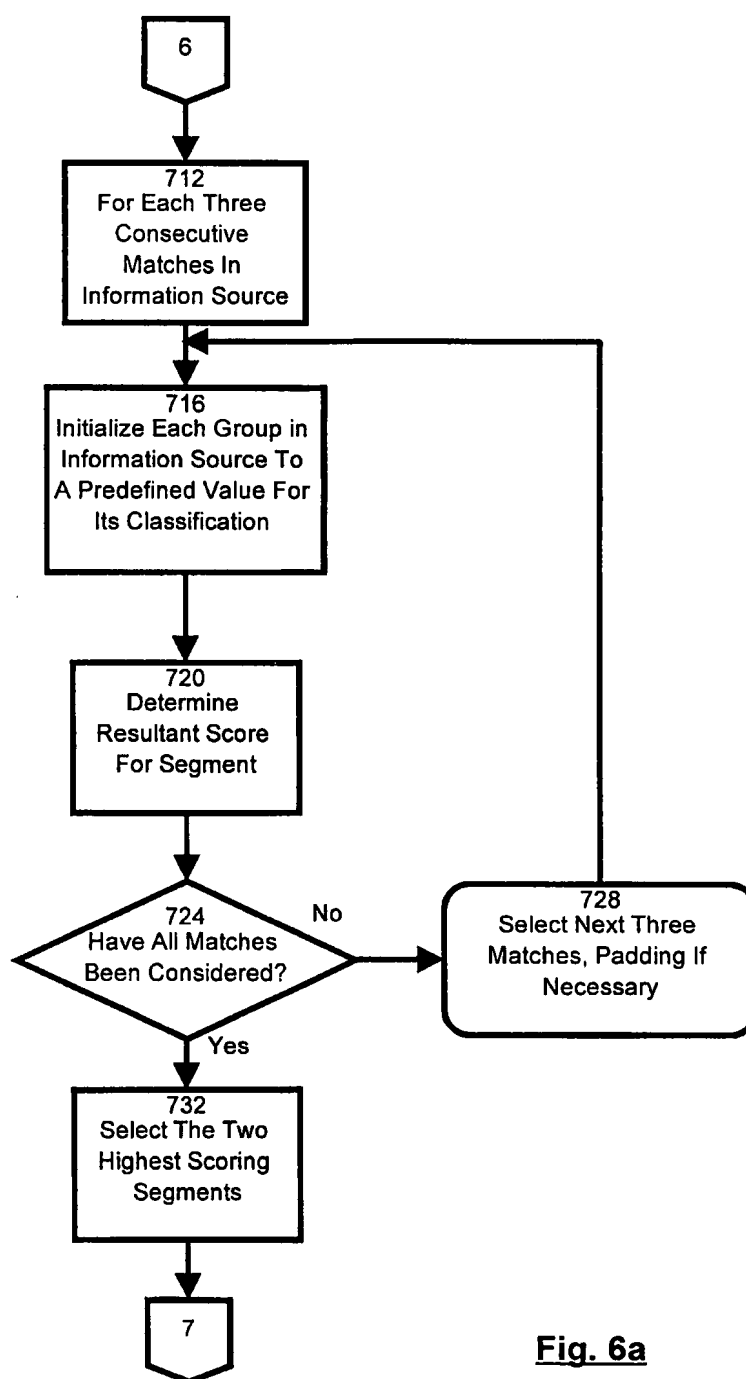 6
712
For Each Three
Consecutive
Matches In
Information Source
716
Initialize Each Group in
Information Source To
A Predefined Value For
Its Classification
720
Determine
Resultant Score
For Segment
724
Have All Matches
Been Considered?
No
728
Select Next Three
Matches, Padding If
Necessary
Yes
732
Select The Two
Highest Scoring
Segments
7
Fig. 6a